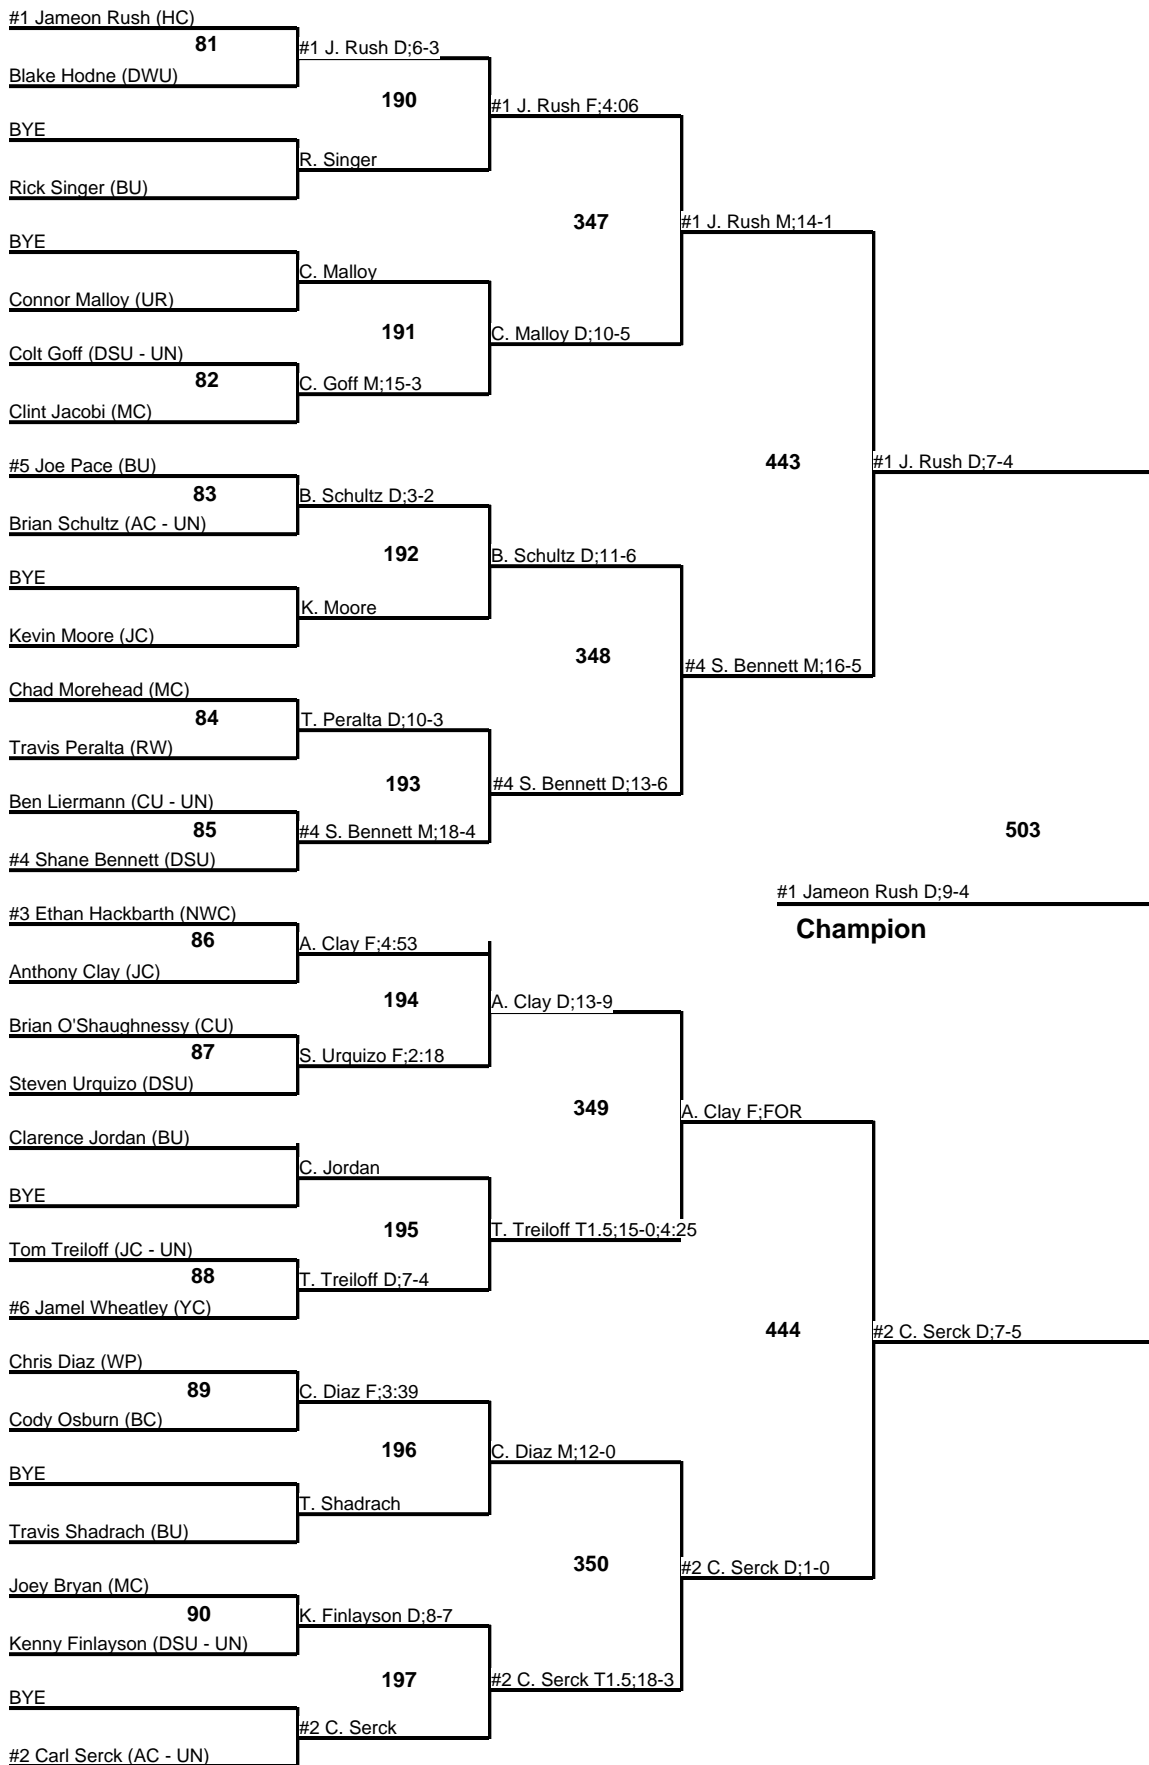 #1 Jameon Rush (HC)
81
#1 J. Rush D;6-3
Blake Hodne (DWU)
190
#1 J. Rush F;4:06
BYE
R. Singer
Rick Singer (BU)
347
#1 J. Rush M;14-1
BYE
C. Malloy
Connor Malloy (UR)
191
C. Malloy D;10-5
Colt Goff (DSU - UN)
82
C. Goff M;15-3
Clint Jacobi (MC)
443
#1 J. Rush D;7-4
#5 Joe Pace (BU)
83
B. Schultz D;3-2
Brian Schultz (AC - UN)
192
B. Schultz D;11-6
BYE
K. Moore
Kevin Moore (JC)
348
#4 S. Bennett M;16-5
Chad Morehead (MC)
84
T. Peralta D;10-3
Travis Peralta (RW)
193
#4 S. Bennett D;13-6
Ben Liermann (CU - UN)
85
#4 S. Bennett M;18-4
#4 Shane Bennett (DSU)
503
#1 Jameon Rush D;9-4
Champion
#3 Ethan Hackbarth (NWC)
86
A. Clay F;4:53
Anthony Clay (JC)
194
A. Clay D;13-9
Brian O'Shaughnessy (CU)
87
S. Urquizo F;2:18
Steven Urquizo (DSU)
349
A. Clay F;FOR
Clarence Jordan (BU)
C. Jordan
BYE
195
T. Treiloff T1.5;15-0;4:25
Tom Treiloff (JC - UN)
88
T. Treiloff D;7-4
#6 Jamel Wheatley (YC)
444
#2 C. Serck D;7-5
Chris Diaz (WP)
89
C. Diaz F;3:39
Cody Osburn (BC)
196
C. Diaz M;12-0
BYE
T. Shadrach
Travis Shadrach (BU)
350
#2 C. Serck D;1-0
Joey Bryan (MC)
90
K. Finlayson D;8-7
Kenny Finlayson (DSU - UN)
197
#2 C. Serck T1.5;18-3
BYE
#2 C. Serck
#2 Carl Serck (AC - UN)